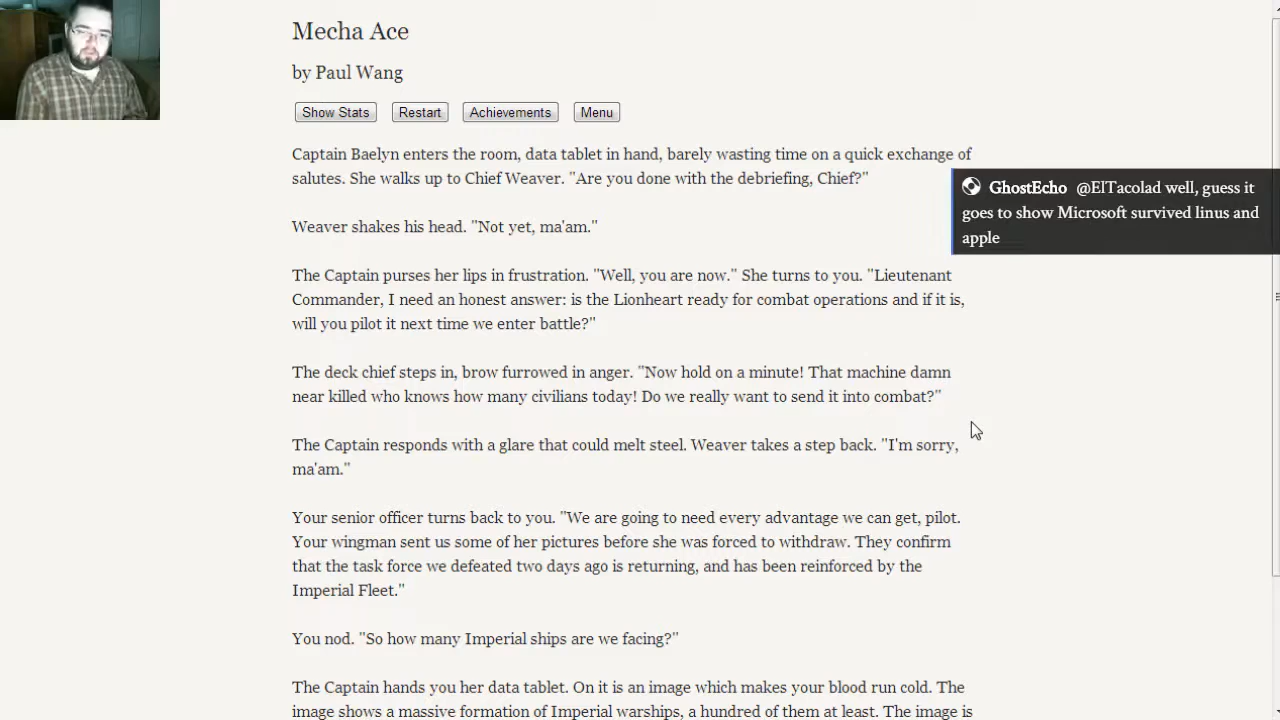 Mecha Ace
by Paul Wang
Show Stats Restart Achievements Menu
Captain Baelyn enters the room, data tablet in hand, barely wasting time on a quick exchange of
salutes. She walks up to Chief Weaver. "Are you done with the debriefing, Chief?"
GhostEcho @ElTacolad well, guess it
goes to show Microsoft survived linus and
apple
Weaver shakes his head. "Not yet, ma'am."
The Captain purses her lips in frustration. "Well, you are now." She turns to you. "Lieutenant
Commander, I need an honest answer: is the Lionheart ready for combat operations and if it is,
will you pilot it next time we enter battle?"
The deck chief steps in, brow furrowed in anger. "Now hold on a minute! That machine damn
near killed who knows how many civilians today! Do we really want to send it into combat?"
The Captain responds with a glare that could melt steel. Weaver takes a step back. "I'm sorry,
ma'am."
Your senior officer turns back to you. "We are going to need every advantage we can get, pilot.
Your wingman sent us some of her pictures before she was forced to withdraw. They confirm
that the task force we defeated two days ago is returning, and has been reinforced by the
Imperial Fleet."
You nod. "So how many Imperial ships are we facing?"
The Captain hands you her data tablet. On it is an image which makes your blood run cold. The
image shows a massive formation of Imperial warships, a hundred of them at least. The image is